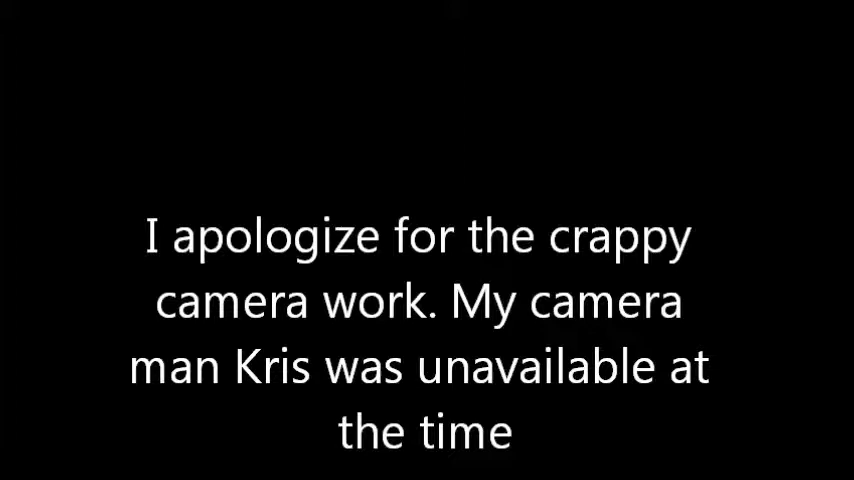 I apologize for the crappy
camera work. My camera
man Kris was unavailable at
the time